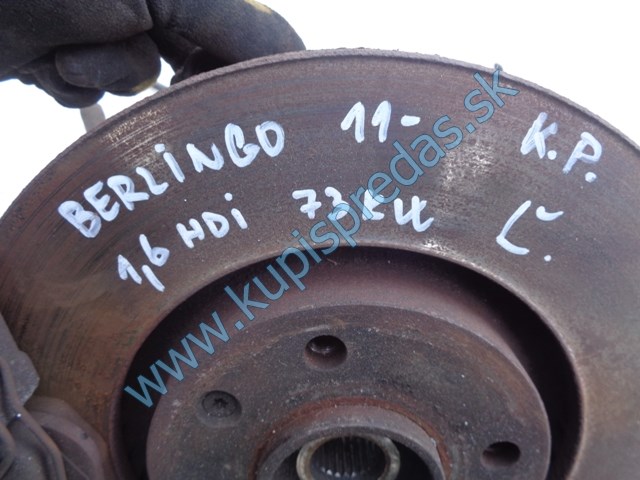 BERLINGO 11- K.P.
1,6 HDi 73KW Ľ.
www.kupispredas.sk